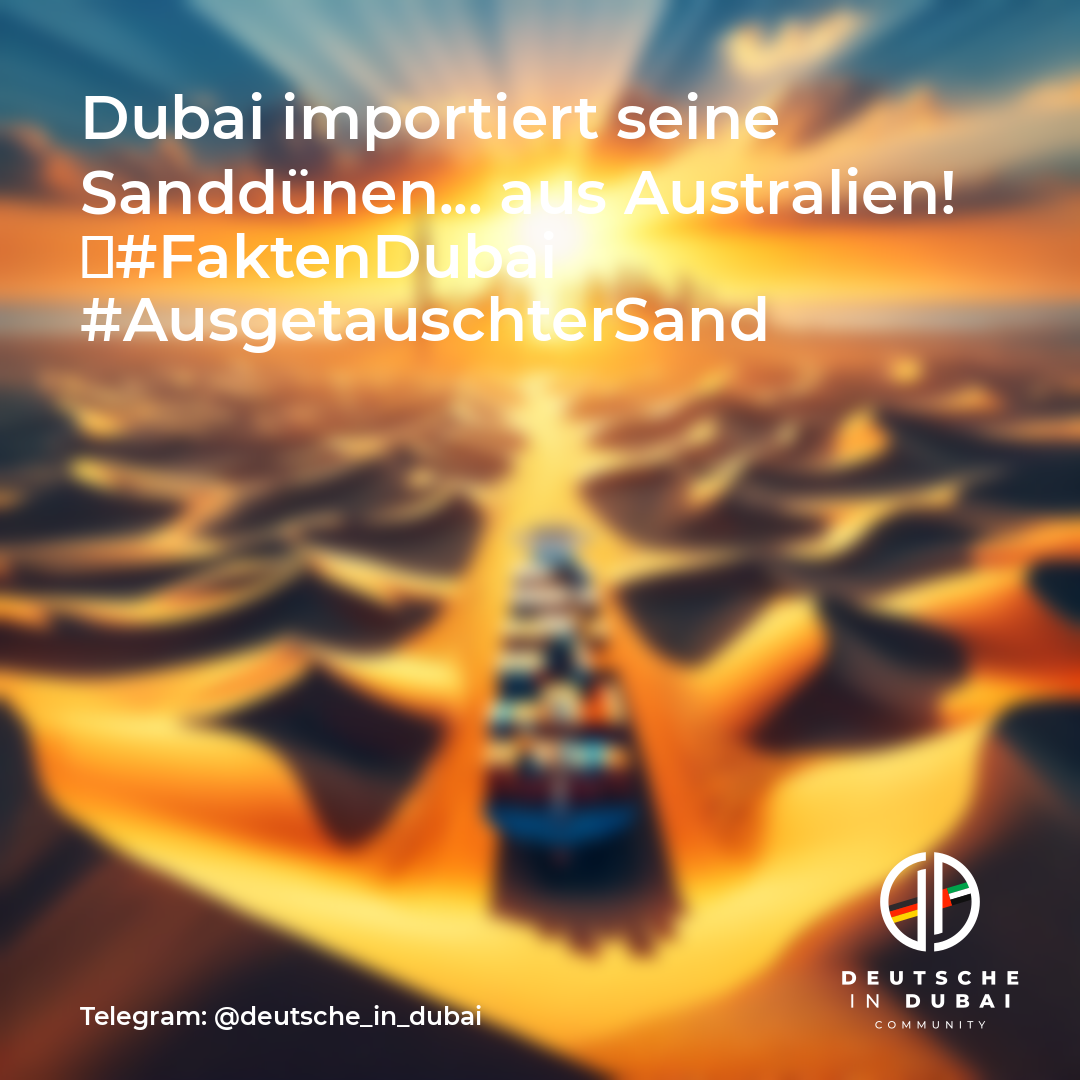 Dubai importiert seine
Sanddünen... aus Australien!
▯#FaktenDubai
#AusgetauschterSand
DEUTSCHE
IN DUBAI
COMMUNITY
Telegram: @deutsche_in_dubai